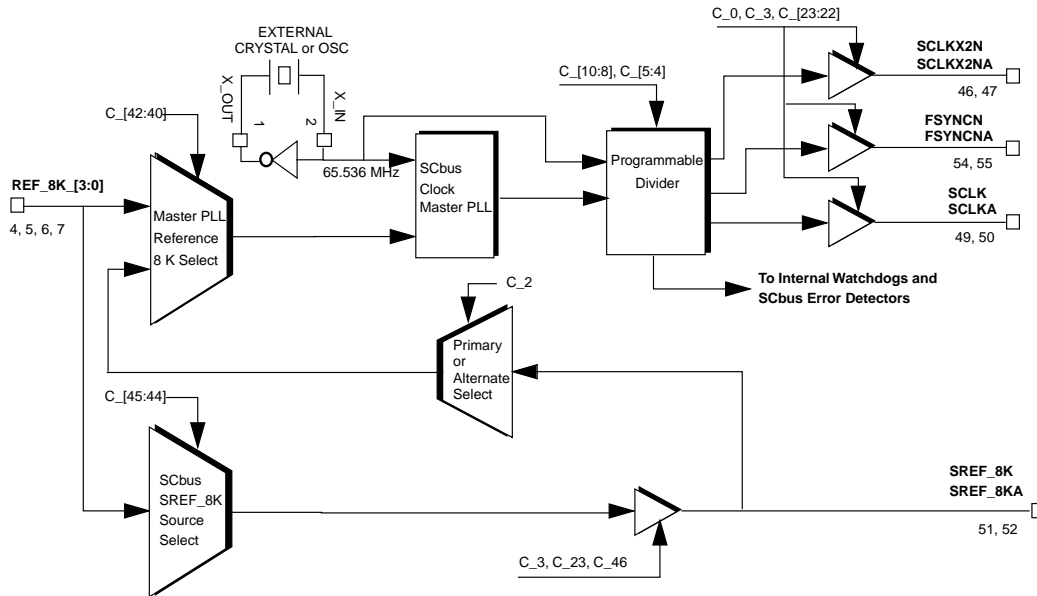 C_0, C_3, C_[23:22]
EXTERNAL
CRYSTAL or OSC
X_OUT
X_IN
1
2
65.536 MHz
C_[42:40]
C_[10:8], C_[5:4]
SCLKX2N
SCLKX2NA
46, 47
FSYNCN
FSYNCNA
54, 55
SCLK
SCLKA
49, 50
REF_8K_[3:0]
4, 5, 6, 7
Master PLL
Reference
8 K Select
SCbus
Clock
Master PLL
Programmable
Divider
To Internal Watchdogs and
SCbus Error Detectors
C_2
Primary
or
Alternate
Select
C_[45:44]
SCbus
SREF_8K
Source
Select
SREF_8K
SREF_8KA
51, 52
C_3, C_23, C_46